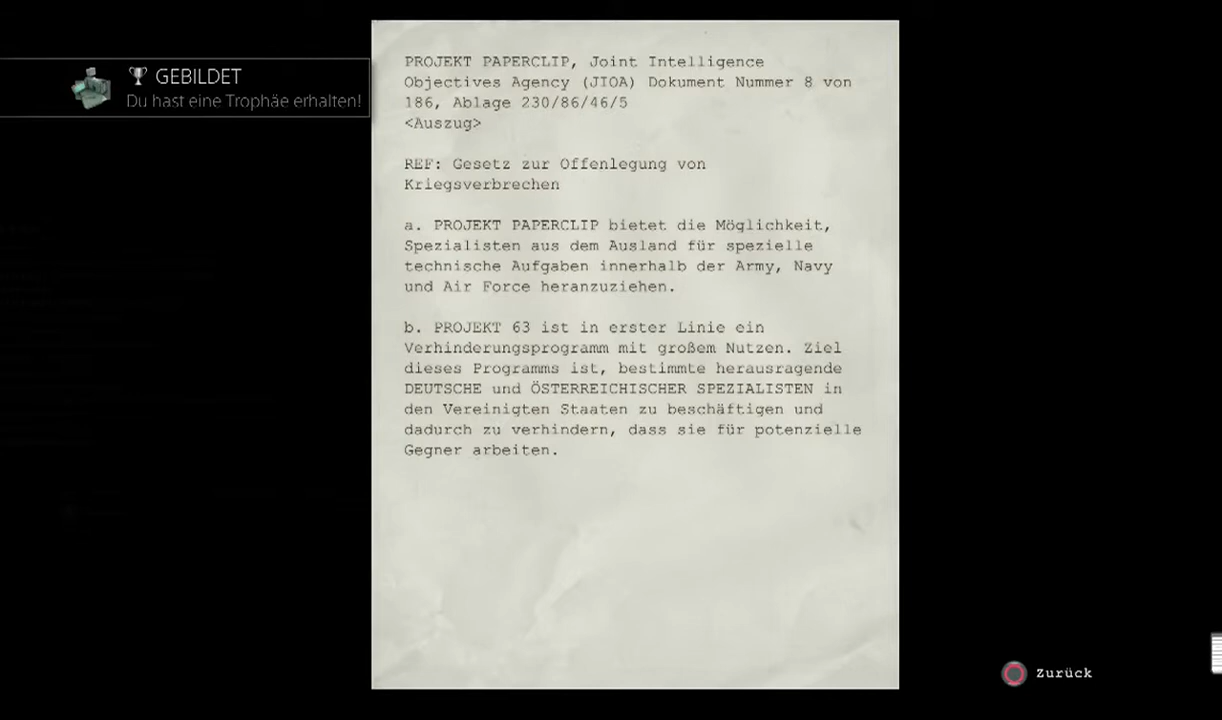 GEBILDET
Du hast eine Trophäe erhalten!
PROJEKT PAPERCLIP, Joint Intelligence
Objectives Agency (JIOA) Dokument Nummer 8 von
186, Ablage 230/86/46/5
<Auszug>
REF: Gesetz zur Offenlegung von
Kriegsverbrechen
a. PROJEKT PAPERCLIP bietet die Möglichkeit,
Spezialisten aus dem Ausland für spezielle
technische Aufgaben innerhalb der Army, Navy
und Air Force heranzuziehen.
b. PROJEKT 63 ist in erster Linie ein
Verhinderungsprogramm mit großem Nutzen. Ziel
dieses Programms ist, bestimmte herausragende
DEUTSCHE und ÖSTERREICHISCHER SPEZIALISTEN in
den Vereinigten Staaten zu beschäftigen und
dadurch zu verhindern, dass sie für potenzielle
Gegner arbeiten.
Zurück